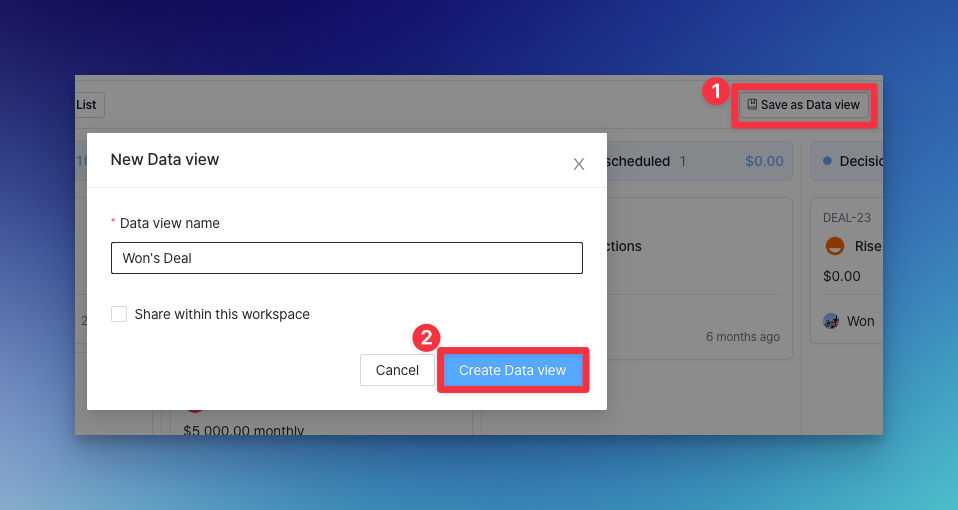 List
1
Save as Data view
New Data view
10
scheduled 1
$0.00
Decisio
* Data view name
DEAL-23
Won's Deal
ctions
Rise
$0.00
Share within this workspace
2
Won
2
6 months ago
Cancel
Create Data view
$5,000.00 monthly